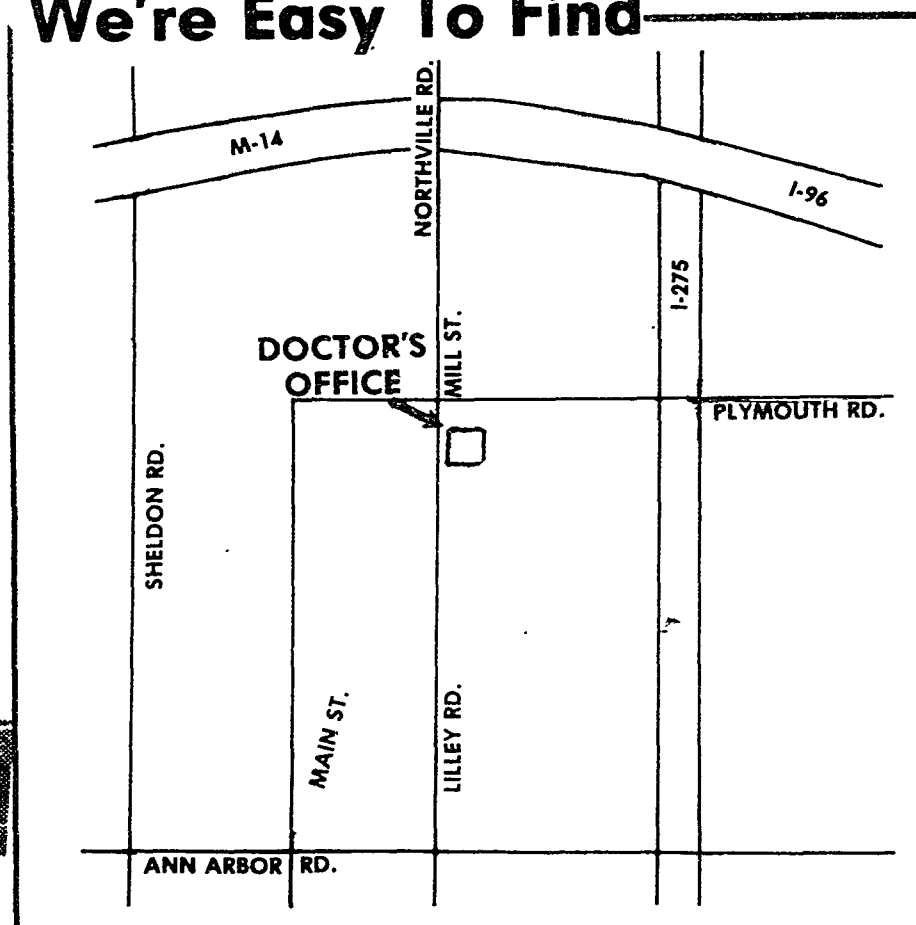 We're Easy To Find
M-14
NORTHVILLE RD.
I-96
I-275
DOCTOR'S
OFFICE
MILL ST.
PLYMOUTH RD.
SHELDON RD.
MAIN ST.
LILLEY RD.
ANN ARBOR RD.